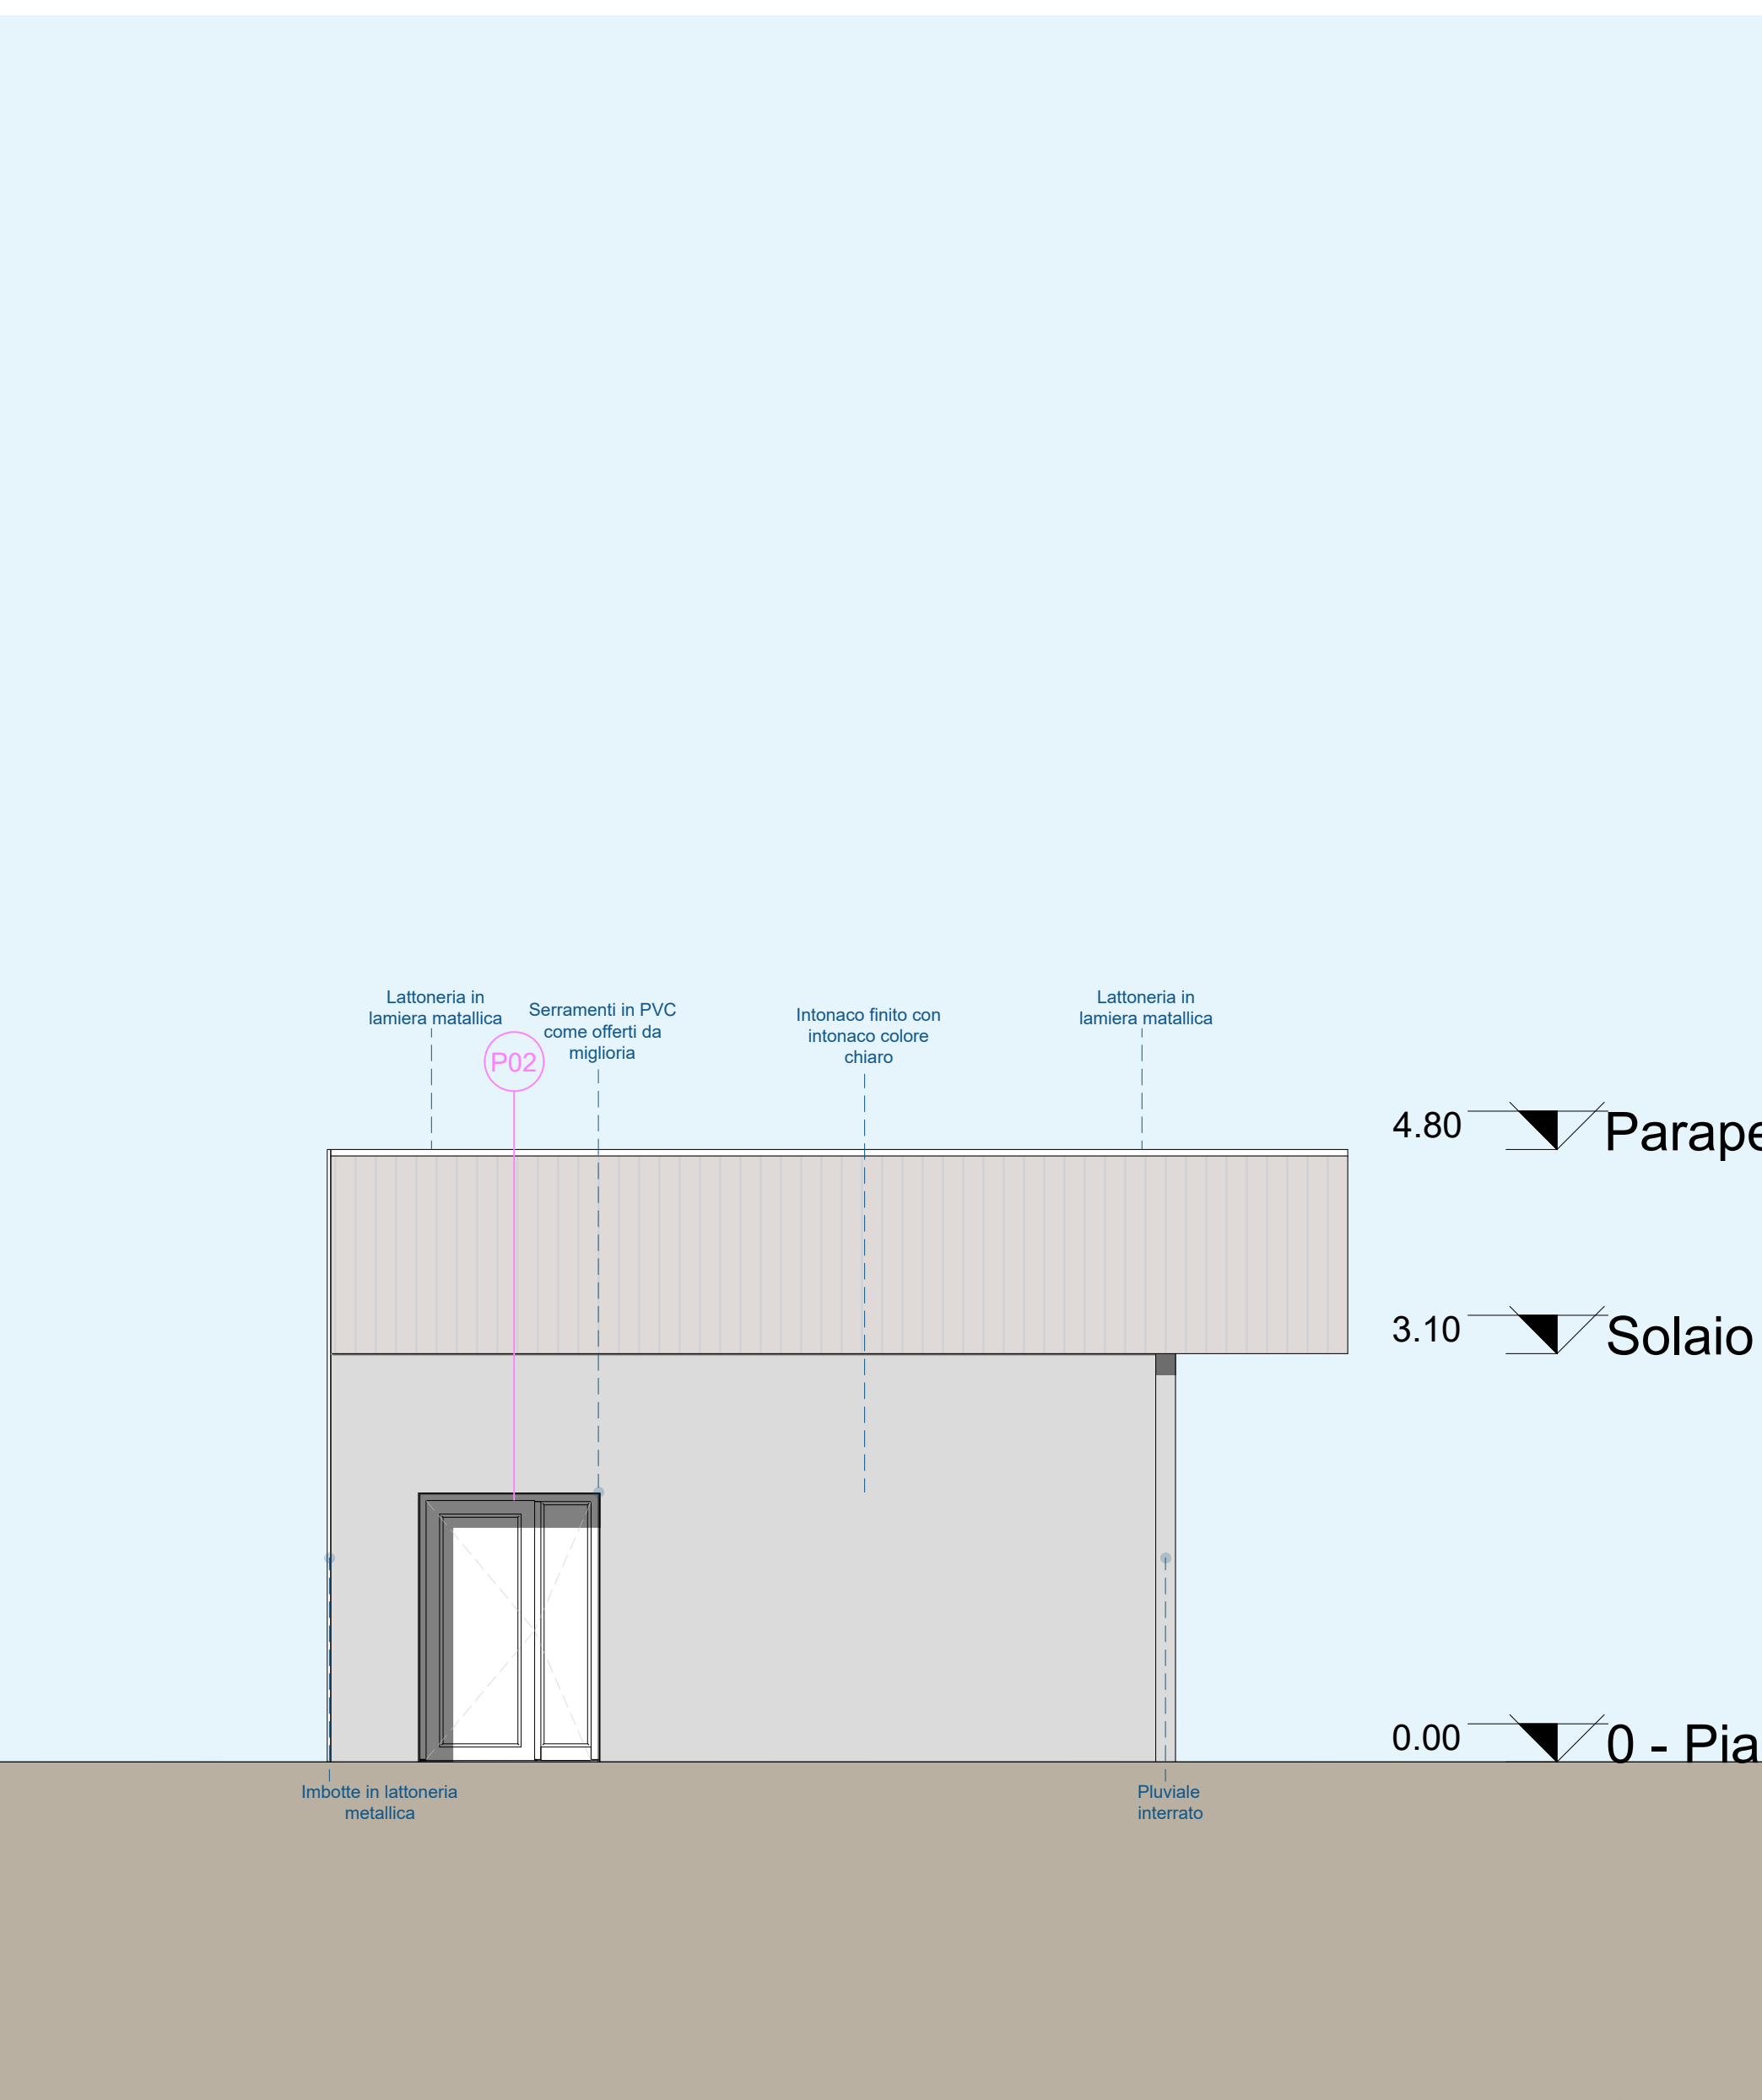 Lattoneria in
lamiera matallica
Serramenti in PVC
come offerti da
miglioria
P02
Intonaco finito con
intonaco colore
chiaro
Lattoneria in
lamiera matallica
4.80 Parape
3.10 Solaio
0.00 0 - Pia
Imbotte in lattoneria
metallica
Pluviale
interrato